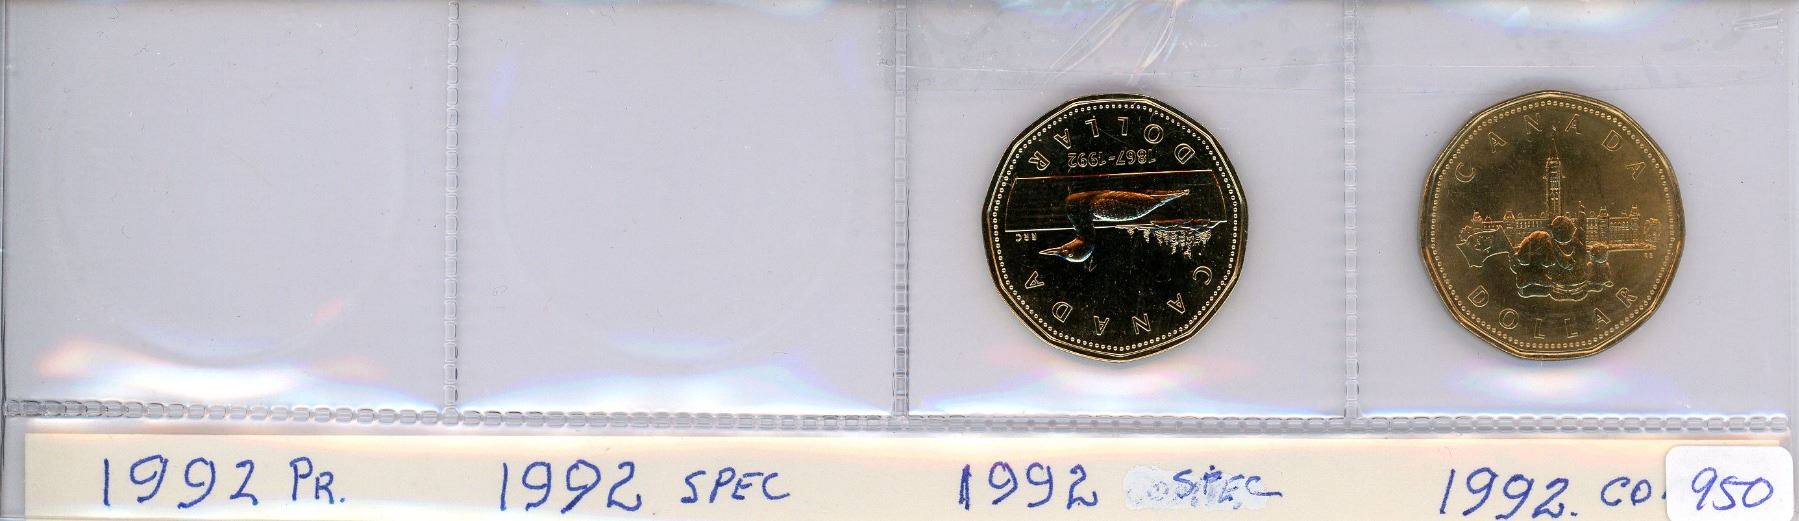 DOLLAR
1867-1992
RRC
CANADA
CANADA
DOLLAR
1992 PR.
1992 SPEC
1992 SPEC
1992. CO
950